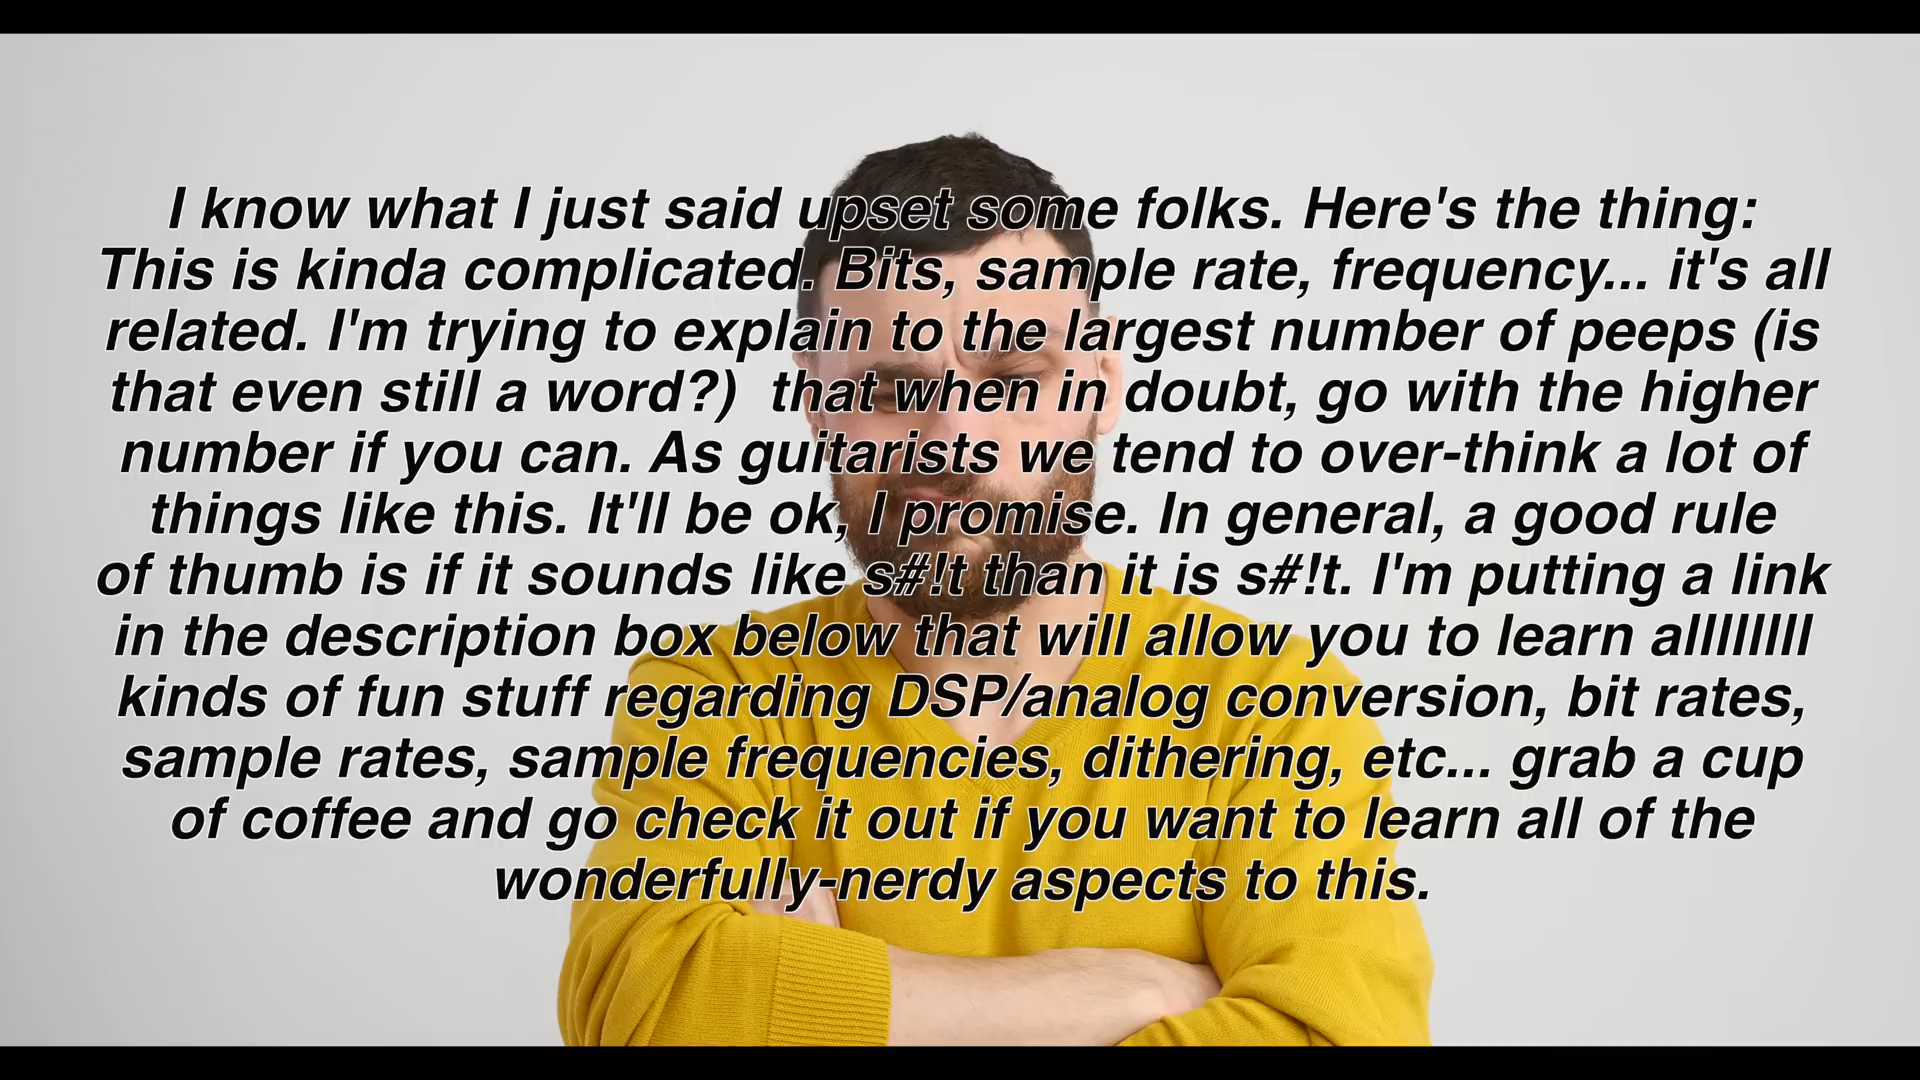 I know what I just said upset some folks. Here's the thing:
This is kinda complicated. Bits, sample rate, frequency... it's all
related. I'm trying to explain to the largest number of peeps (is
that even still a word?)  that when in doubt, go with the higher
number if you can. As guitarists we tend to over-think a lot of
things like this. It'll be ok, I promise. In general, a good rule
of thumb is if it sounds like s#!t than it is s#!t. I'm putting a link
in the description box below that will allow you to learn allllllll
kinds of fun stuff regarding DSP/analog conversion, bit rates,
sample rates, sample frequencies, dithering, etc... grab a cup
of coffee and go check it out if you want to learn all of the
wonderfully-nerdy aspects to this.